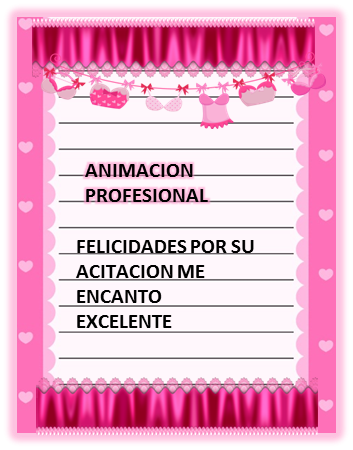 ANIMACION
PROFESIONAL
FELICIDADES POR SU
ACITACION ME
ENCANTO
EXCELENTE